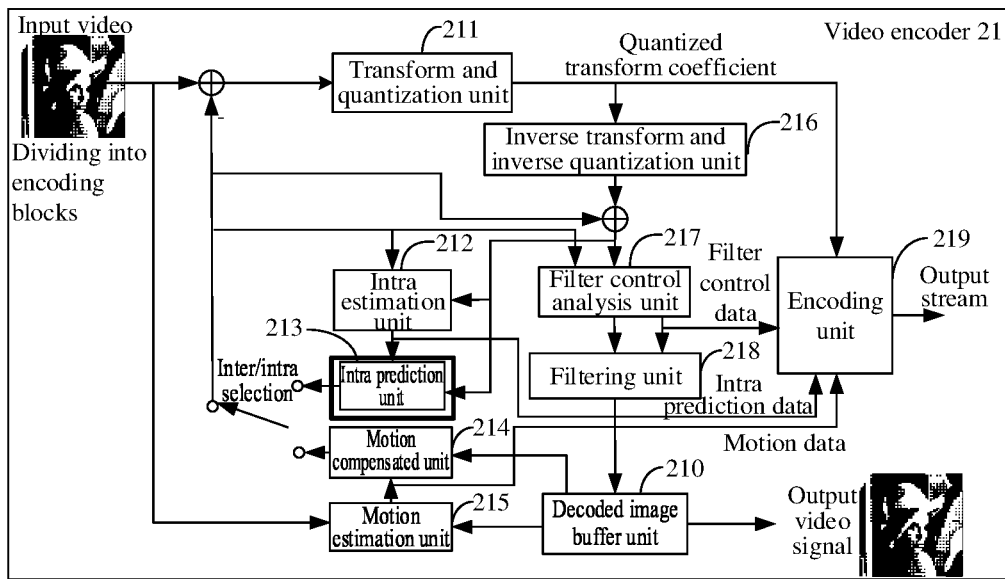 Input video
Dividing into
encoding
blocks
211
Transform and
quantization unit
Quantized
transform coefficient
Video encoder 21
Inverse transform and
inverse quantization unit
216
212
Intra
estimation
unit
217
Filter control
analysis unit
Filter
control
data
219
Encoding
unit
Output
stream
213
Intra prediction
unit
Inter/intra
selection
218
Filtering unit
Intra
prediction data
214
Motion
compensated unit
Motion data
215
Motion
estimation unit
210
Decoded image
buffer unit
Output
video
signal
-